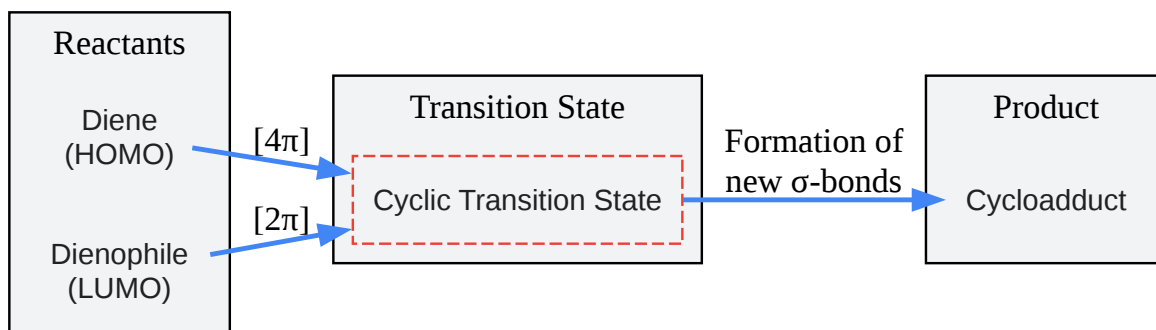 Reactants
Diene
(HOMO)
Dienophile
(LUMO)
[4π]
[2π]
Transition State
Cyclic Transition State
Formation of
new σ-bonds
Product
Cycloadduct